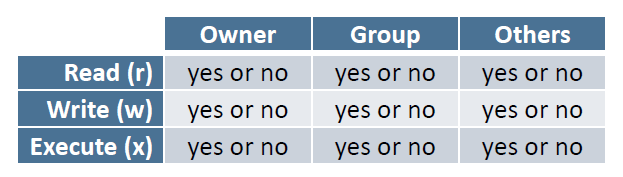 Owner Group Others
Read (r) yes or no yes or no yes or no
Write (w) yes or no yes or no yes or no
Execute (x) yes or no yes or no yes or no